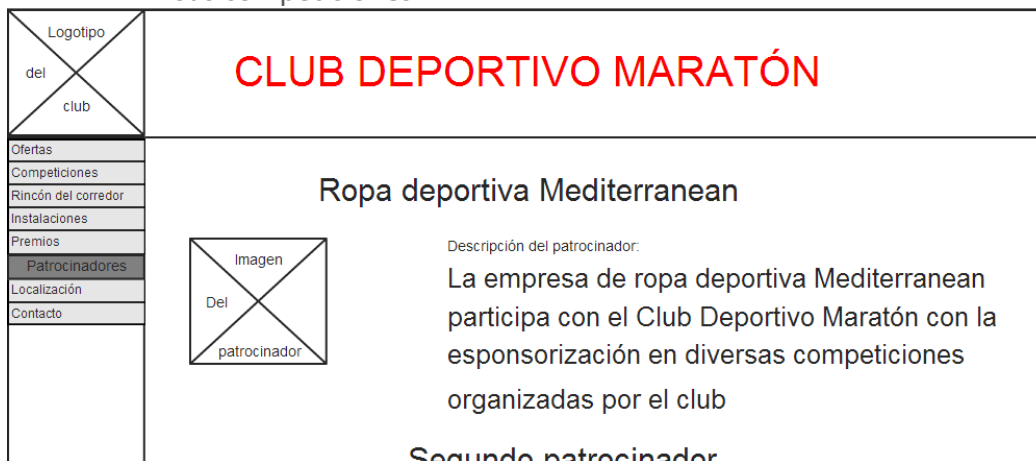 Logotipo
del
club
CLUB DEPORTIVO MARATÓN
Ofertas
Competiciones
Rincón del corredor
Instalaciones
Premios
Patrocinadores
Localización
Contacto
Ropa deportiva Mediterranean
Imagen
Del
patrocinador
Descripción del patrocinador:
La empresa de ropa deportiva Mediterranean
participa con el Club Deportivo Maratón con la
esponsorización en diversas competiciones
organizadas por el club
Segundo patrocinador